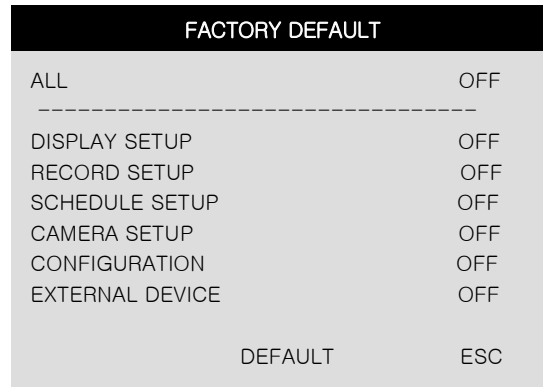 FACTORY DEFAULT
ALL OFF
----------------------------------
DISPLAY SETUP OFF
RECORD SETUP OFF
SCHEDULE SETUP OFF
CAMERA SETUP OFF
CONFIGURATION OFF
EXTERNAL DEVICE OFF
DEFAULT ESC